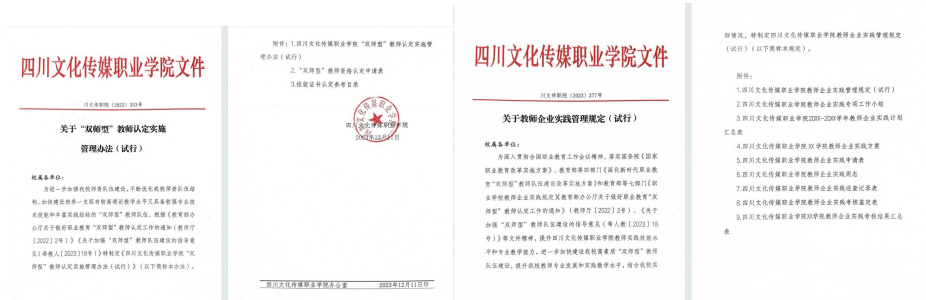 四川文化传媒职业学院文件
川文传职院〔2023〕353号
关于“双师型”教师认定实施
管理办法（试行）
校属各单位：
为进一步加强我校师资队伍建设，不断优化我校师资队伍结
构，加快建设培养一支既有较高理论教学水平又具备较强专业技
术技能和丰富实践经验的“双师型”教师队伍，根据《教育部办
公厅关于做好职业教育“双师型”教师认定工作的通知（教师厅
〔2022〕2号）》《关于加强“双师型”教师队伍建设的指导意
见（希教人〔2023〕18号）》特制定《四川文化传媒职业学院“双
师型”教师认定实施管理办法（试行）》（以下简称本办法）。
附件：1.四川文化传媒职业学院“双师型”教师认定实施管
理办法（试行）
2.“双师型”教师资格认定申请表
3.技能证书认定参考目录
四川文化传媒职业学院
2023年12月11日
四川文化传媒职业学院办公室 2023年12月11日印
四川文化传媒职业学院文件
川文传职院〔2023〕277号
关于教师企业实践管理规定（试行）
校属各单位：
为深入贯彻全国职业教育工作会议精神，落实国务院《国家
职业教育改革实施方案》、教育部等四部门《深化新时代职业教
育“双师型”教师队伍建设改革实施方案》和教育部等七部门《职
业学校教师企业实践规定》《教育部办公厅关于做好职业教育“双师
型”教师认定工作的通知》（教师厅〔2022〕2号）、《关于
加强“双师型”教师队伍建设的指导意见（希人教〔2023〕18
号）》等文件精神，提升四川文化传媒职业学院教师实践技能水平
和专业教学能力，进一步加快建设我校高素质“双师型”教师
队伍建设，提升我校教师专业发展和实践教学水平，结合我校实
际情况，特制定四川文化传媒职业学院教师企业实践管理规定
（试行）（以下简称本规定）。
附件：
1.四川文化传媒职业学院教师企业实践管理规定（试行）
2.四川文化传媒职业学院教师企业实践专项工作小组
3.四川文化传媒职业学院20XX-20XX学年教师企业实践计划
汇总表
4.四川文化传媒职业学院XX学院教师企业实践方案
5.四川文化传媒职业学院教师企业实践申请表
6.四川文化传媒职业学院教师企业实践周志
7.四川文化传媒职业学院教师企业实践巡查记录表
8.四川文化传媒职业学院教师企业实践考核鉴定表
9.四川文化传媒职业学院XX学院教师企业实践考核结果汇总
表